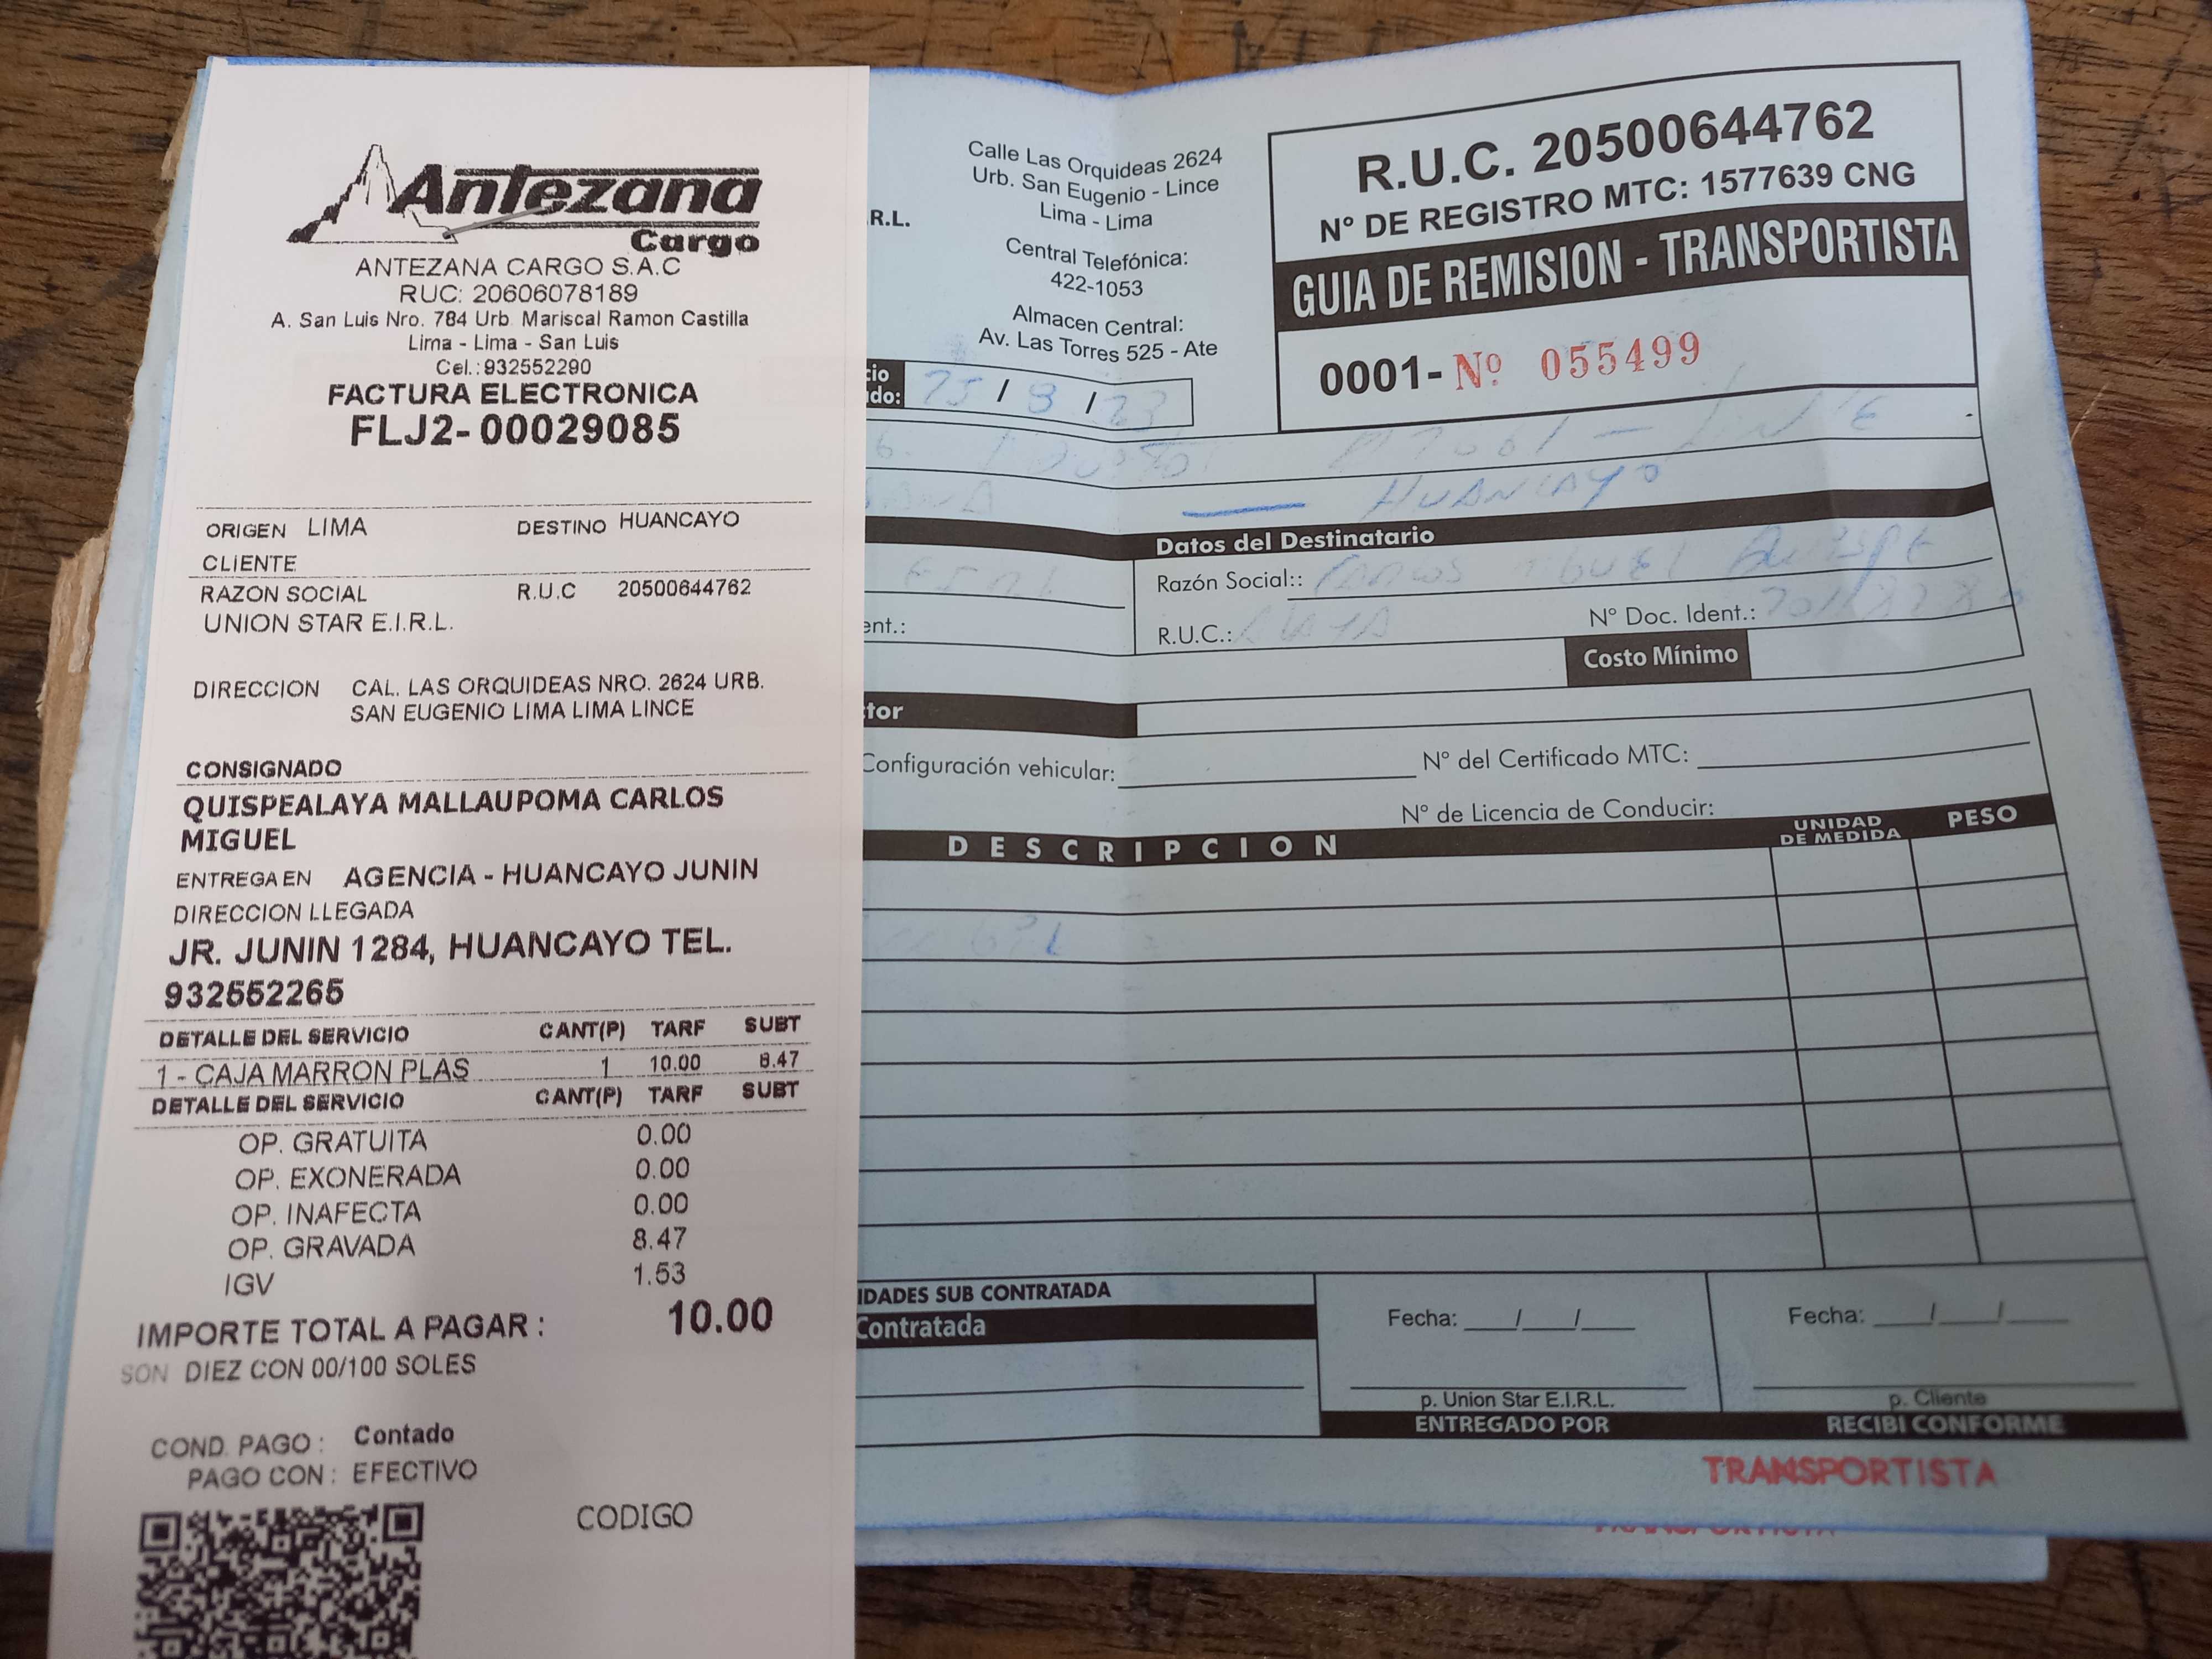 Antezana
Cargo
ANTEZANA CARGO S.A.C
RUC: 20606078189
A. San Luis Nro. 784 Urb. Mariscal Ramon Castilla
Lima - Lima - San Luis
Cel.:932552290
FACTURA ELECTRONICA
FLJ2-00029085
ORIGEN LIMA DESTINO HUANCAYO
CLIENTE
RAZON SOCIAL R.U.C 20500644762
UNION STAR E.I.R.L.
DIRECCION CAL. LAS ORQUIDEAS NRO. 2624 URB.
SAN EUGENIO LIMA LIMA LINCE
CONSIGNADO
QUISPEALAYA MALLAUPOMA CARLOS
MIGUEL
ENTREGA EN AGENCIA - HUANCAYO JUNIN
DIRECCION LLEGADA
JR. JUNIN 1284, HUANCAYO TEL.
932552265
DETALLE DEL SERVICIO CANT(P) TARF SUBT
1 - CAJA MARRON PLAS 1 10.00 8.47
DETALLE DEL SERVICIO CANT(P) TARF SUBT
OP. GRATUITA 0.00
OP. EXONERADA 0.00
OP. INAFECTA 0.00
OP. GRAVADA 8.47
IGV 1.53
IMPORTE TOTAL A PAGAR : 10.00
SON DIEZ CON 00/100 SOLES
COND. PAGO : Contado
PAGO CON : EFECTIVO
CODIGO
R.L.
Calle Las Orquideas 2624
Urb. San Eugenio - Lince
Lima - Lima
Central Telefónica:
422-1053
Almacen Central:
Av. Las Torres 525 - Ate
R.U.C. 20500644762
Nº DE REGISTRO MTC: 1577639 CNG
GUIA DE REMISION - TRANSPORTISTA
0001- Nº 055499
cio
do: 25 / 8 / 23
— HUANCAYO
Datos del Destinatario
Razón Social::
ent.:
R.U.C.:
Nº Doc. Ident.:
Costo Mínimo
tor
Configuración vehicular: Nº del Certificado MTC:
Nº de Licencia de Conducir:
DESCRIPCION UNIDAD DE MEDIDA PESO
IDADES SUB CONTRATADA
Contratada
Fecha: / / Fecha: / /
p. Union Star E.I.R.L. p. Cliente
ENTREGADO POR RECIBI CONFORME
TRANSPORTISTA